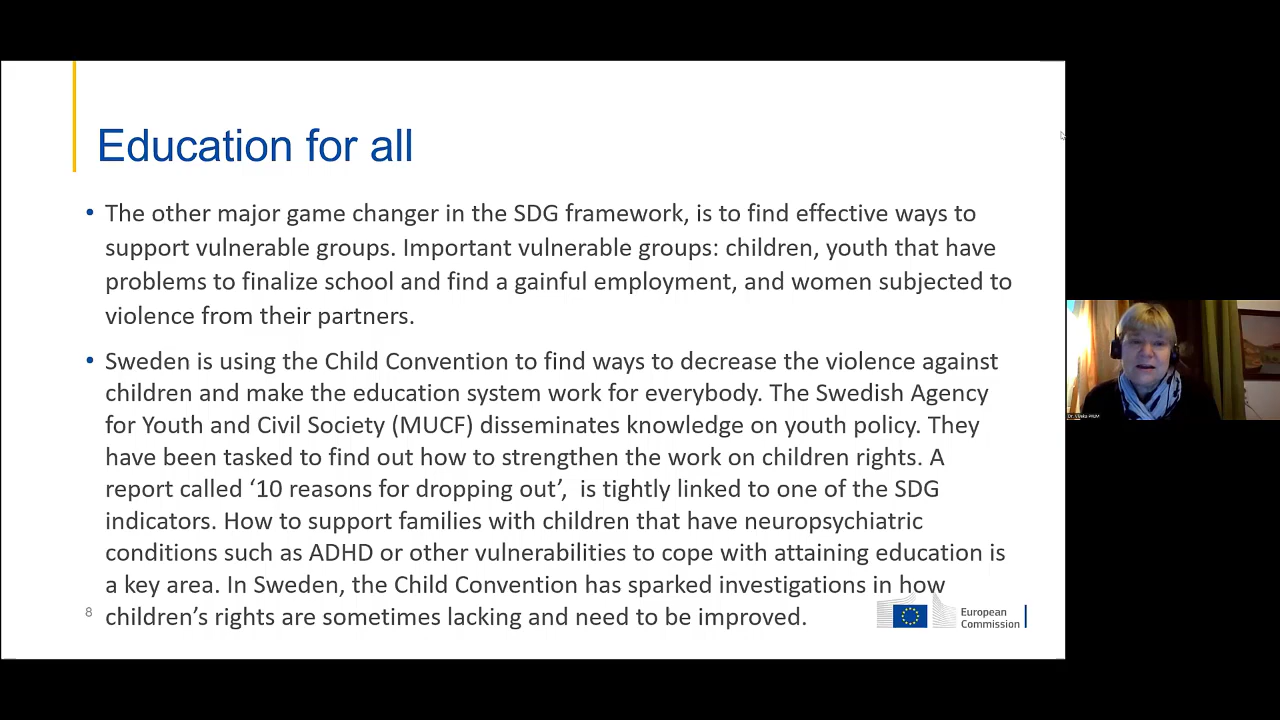 Education for all
• The other major game changer in the SDG framework, is to find effective ways to
support vulnerable groups. Important vulnerable groups: children, youth that have
problems to finalize school and find a gainful employment, and women subjected to
violence from their partners.
• Sweden is using the Child Convention to find ways to decrease the violence against
children and make the education system work for everybody. The Swedish Agency
for Youth and Civil Society (MUCF) disseminates knowledge on youth policy. They
have been tasked to find out how to strengthen the work on children rights. A
report called ‘10 reasons for dropping out’,  is tightly linked to one of the SDG
indicators. How to support families with children that have neuropsychiatric
conditions such as ADHD or other vulnerabilities to cope with attaining education is
a key area. In Sweden, the Child Convention has sparked investigations in how
children’s rights are sometimes lacking and need to be improved.
8
European
Commission